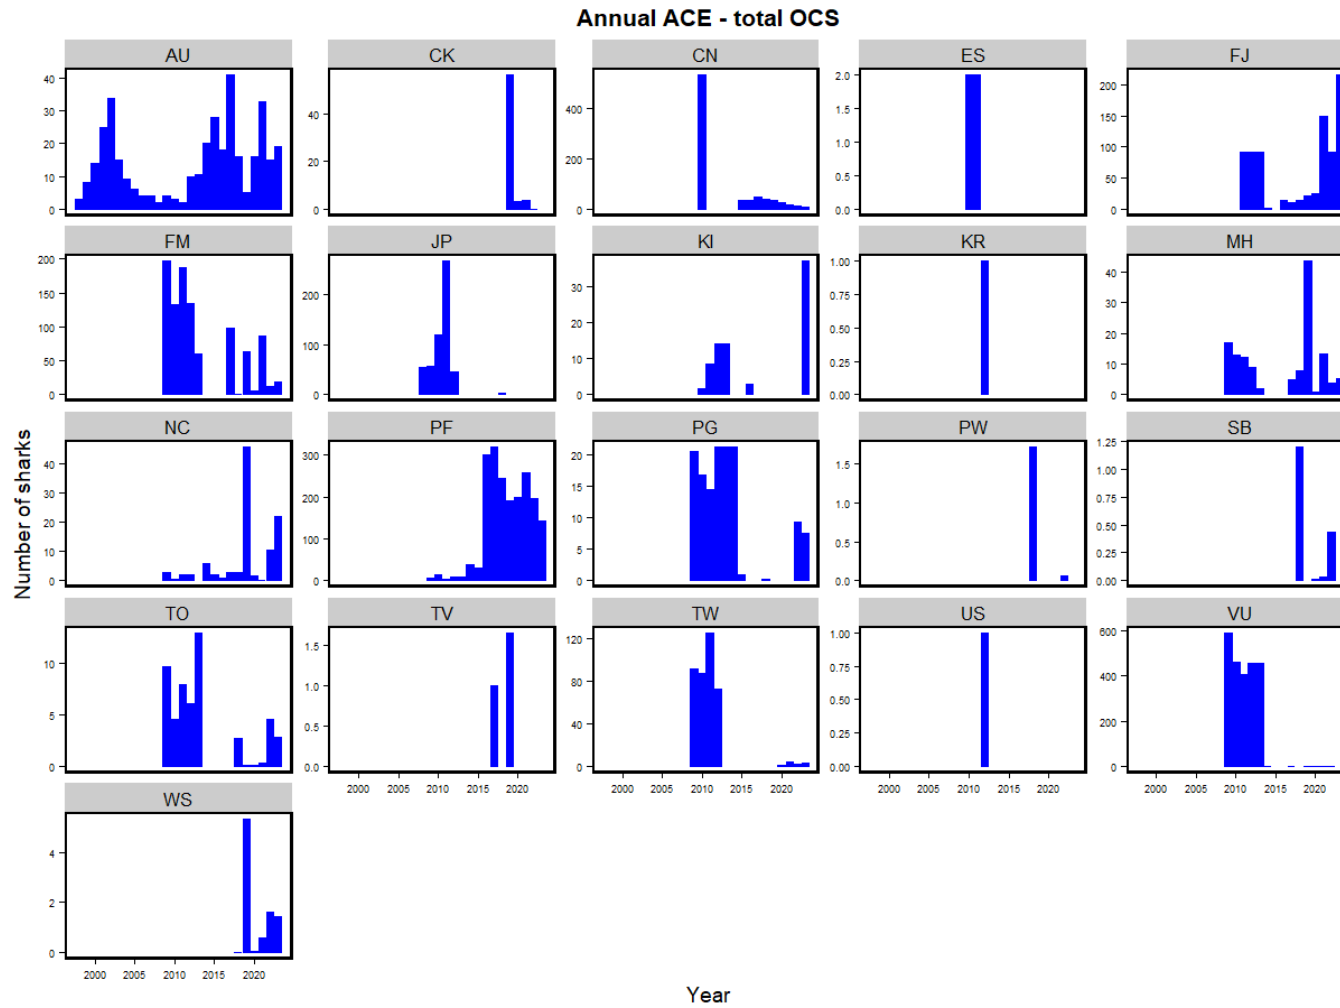 Annual ACE - total OCS
AU CK CN ES FJ
40 30 20 10 0
40 20 0
400 200 0
2.0 1.5 1.0 0.5 0.0
200 150 100 50 0
FM JP KI KR MH
200 150 100 50 0
200 100 0
30 20 10 0
1.00 0.75 0.50 0.25 0.00
40 30 20 10 0
NC PF PG PW SB
40 30 20 10 0
300 200 100 0
20 15 10 5 0
1.5 1.0 0.5 0.0
1.25 1.00 0.75 0.50 0.25 0.00
TO TV TW US VU
10 5 0
1.5 1.0 0.5 0.0
120 80 40 0
1.00 0.75 0.50 0.25 0.00
600 400 200 0
2000 2005 2010 2015 2020
2000 2005 2010 2015 2020
2000 2005 2010 2015 2020
2000 2005 2010 2015 2020
WS
4 2 0
2000 2005 2010 2015 2020
Number of sharks
Year